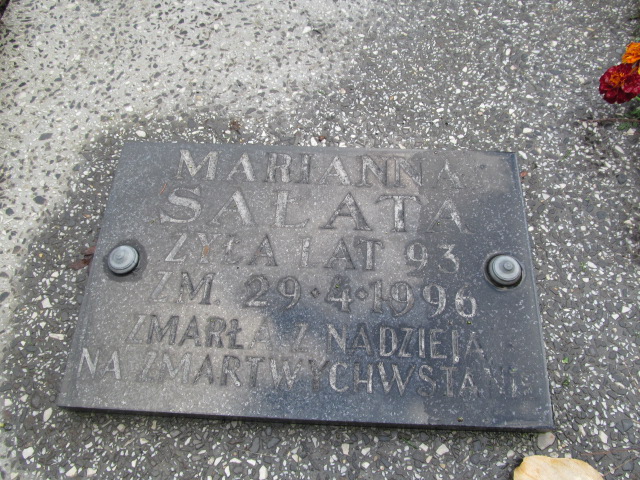 MARIANNA
SAŁATA
ŻYŁA LAT 93
ZM. 29·4·1996
ZMARŁA Z NADZIEJĄ
NA ZMARTWYCHWSTANIE